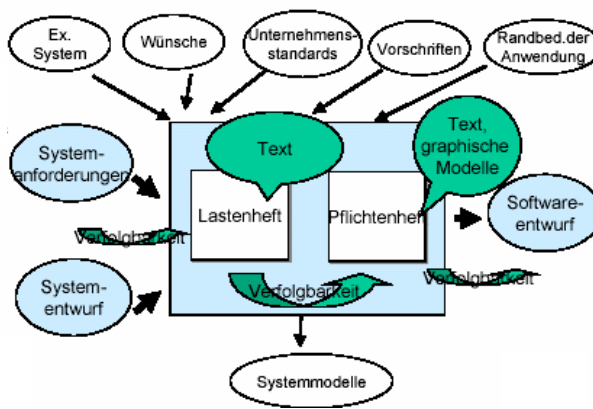 Ex.
System
Wünsche
Unternehmens-
standards
Vorschriften
Randbed.der
Anwendung
System-
anforderungen
Text
Text,
graphische
Modelle
Lastenheft
Pflichtenheft
Software-
entwurf
Verfolgbarkeit
Verfolgbarkeit
Verfolgbarkeit
System-
entwurf
Systemmodelle